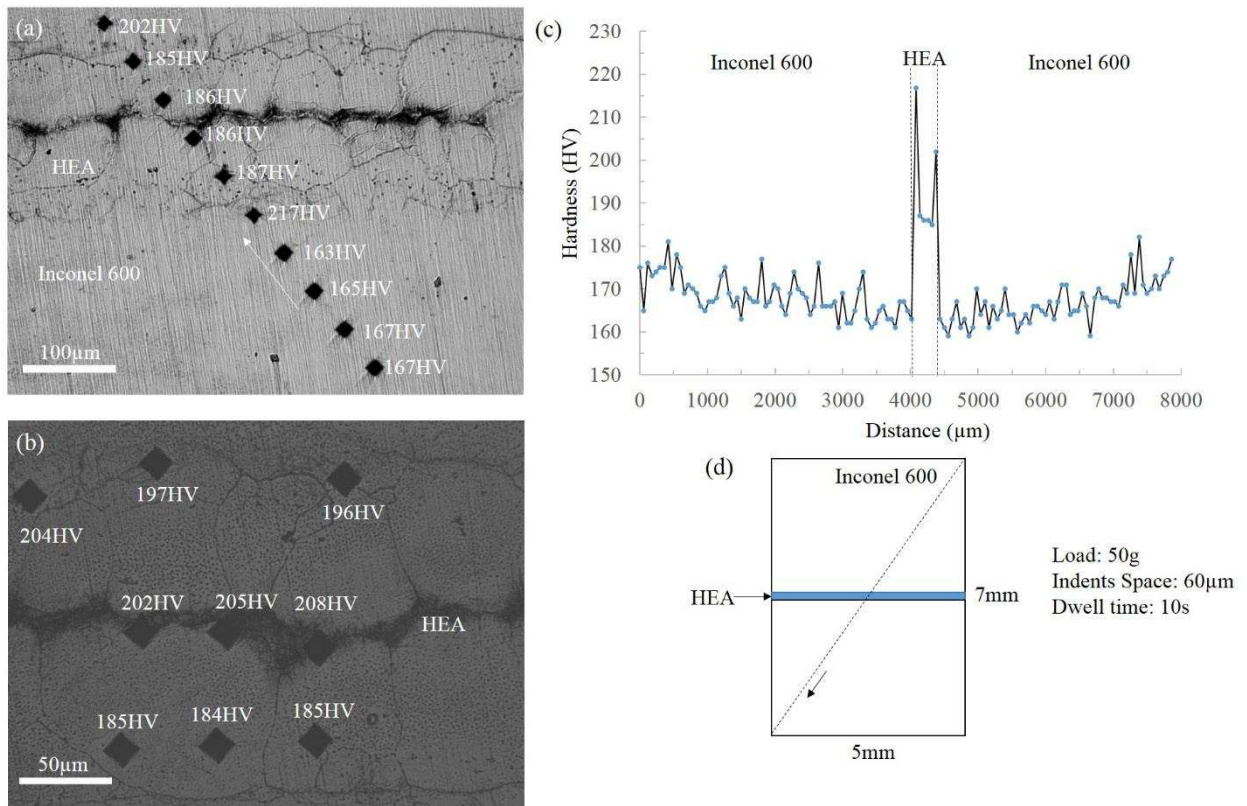 (a)
202HV
185HV
186HV
186HV
HEA
187HV
217HV
163HV
Inconel 600
165HV
167HV
100µm
167HV
(b)
197HV
196HV
204HV
202HV
205HV
208HV
HEA
185HV
184HV
185HV
50µm
(c)
230
220
210
200
190
180
170
160
150
Hardness (HV)
Inconel 600
HEA
Inconel 600
0
1000
2000
3000
4000
5000
6000
7000
8000
Distance (µm)
(d)
Inconel 600
HEA
7mm
5mm
Load: 50g
Indents Space: 60µm
Dwell time: 10s